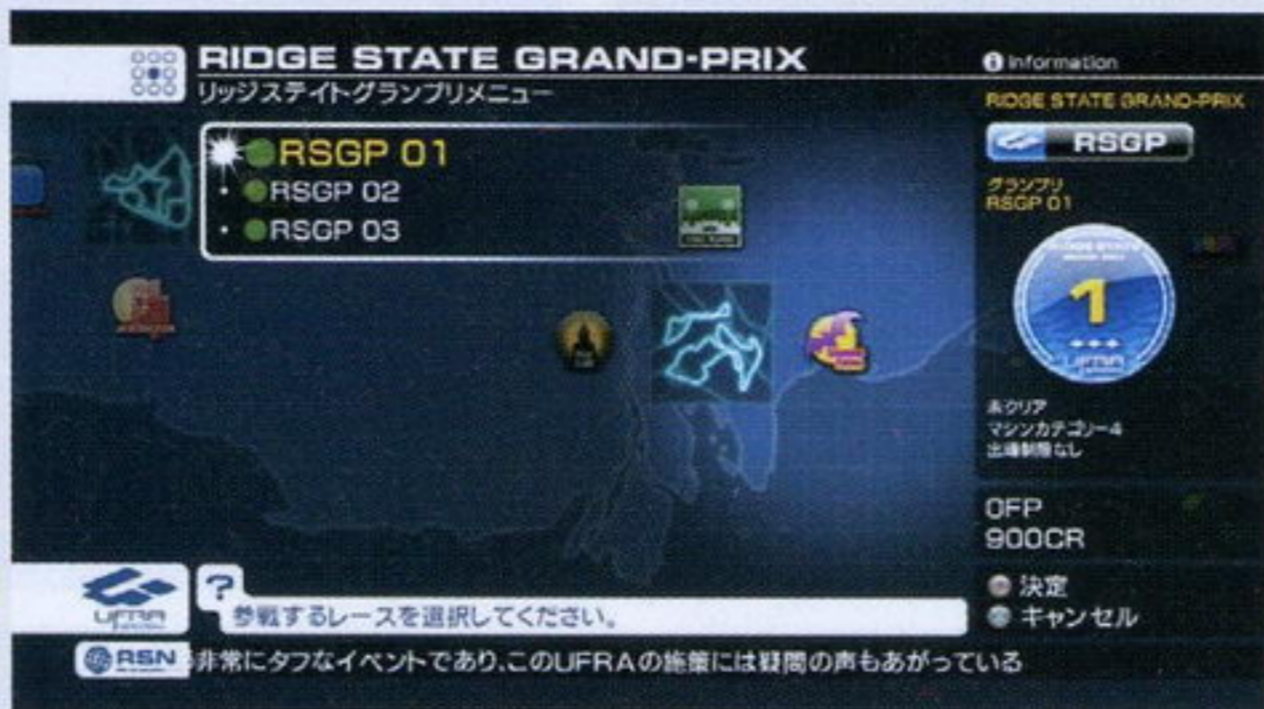 RIDGE STATE GRAND-PRIX
リッジステイトグランプリメニュー
RSGP 01
RSGP 02
RSGP 03
Information
RIDGE STATE GRAND-PRIX
RSGP
グランプリ
RSGP 01
RIDGE STATE
1
UFRA
未クリア
マシンカテゴリー4
出場制限なし
0FP
900CR
決定
キャンセル
UFRA
?
参戦するレースを選択してください。
RSN
非常にタフなイベントであり、このUFRAの施策には疑問の声もあがっている